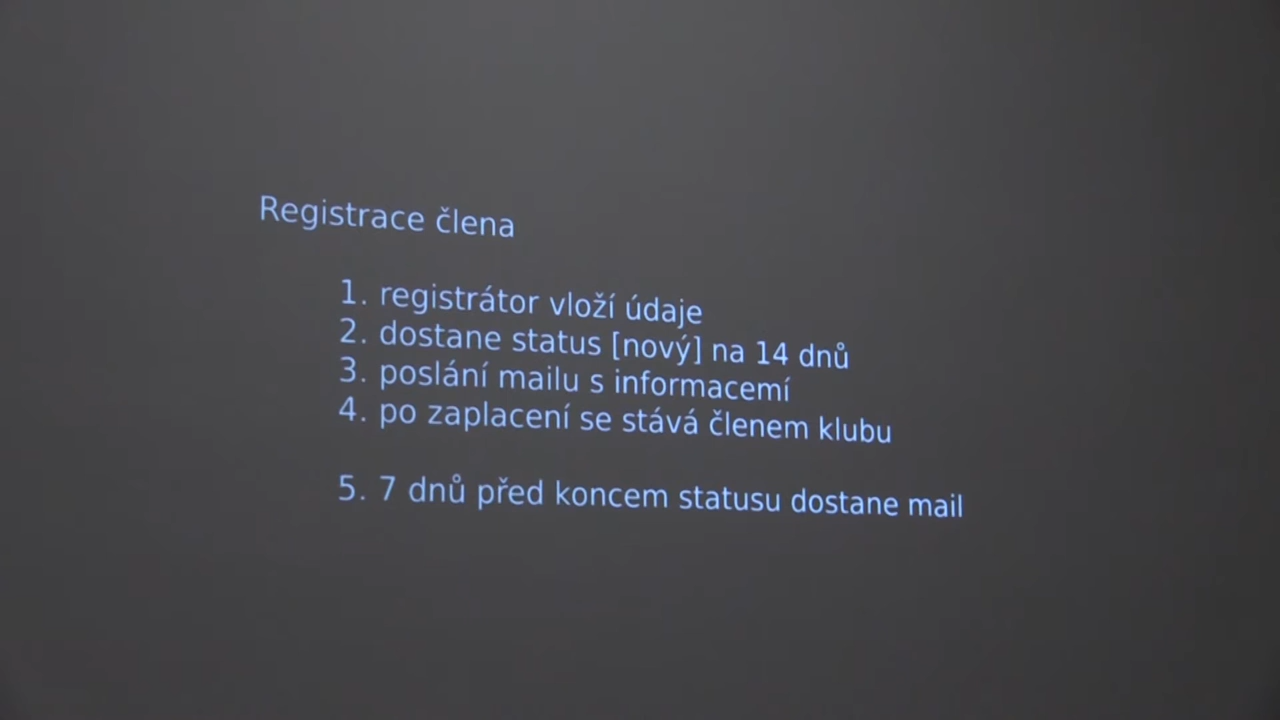 Registrace člena
1. registrátor vloží údaje
2. dostane status [nový] na 14 dnů
3. poslání mailu s informacemí
4. po zaplacení se stává členem klubu
5. 7 dnů před koncem statusu dostane mail